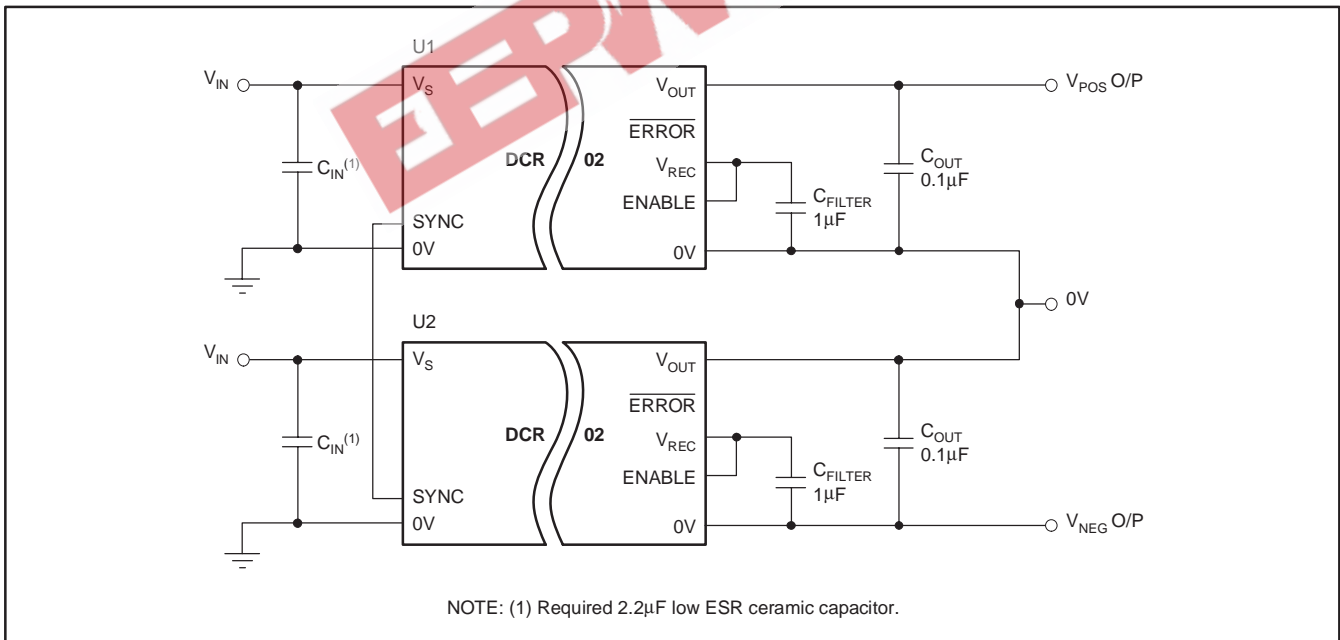 EEPW
U1
V_IN
V_S
V_OUT
V_POS O/P
ERROR
C_IN(1)
DCR 02
V_REC
C_OUT
0.1μF
ENABLE
C_FILTER
1μF
SYNC
0V
0V
0V
U2
V_IN
V_S
V_OUT
ERROR
C_IN(1)
DCR 02
V_REC
C_OUT
0.1μF
ENABLE
C_FILTER
1μF
SYNC
0V
0V
V_NEG O/P
NOTE: (1) Required 2.2μF low ESR ceramic capacitor.